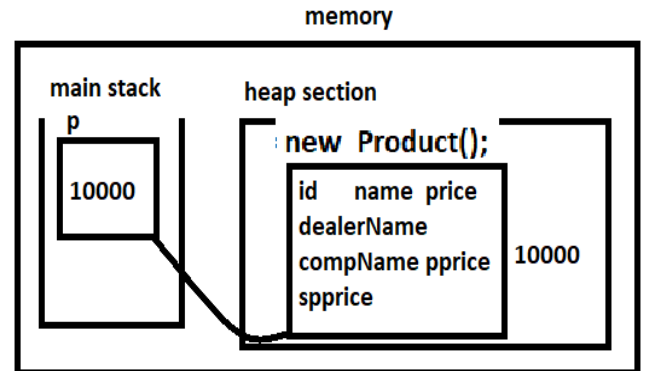 memory
main stack
heap section
p
= new Product();
10000
id name price
dealerName
compName pprice
spprice
10000